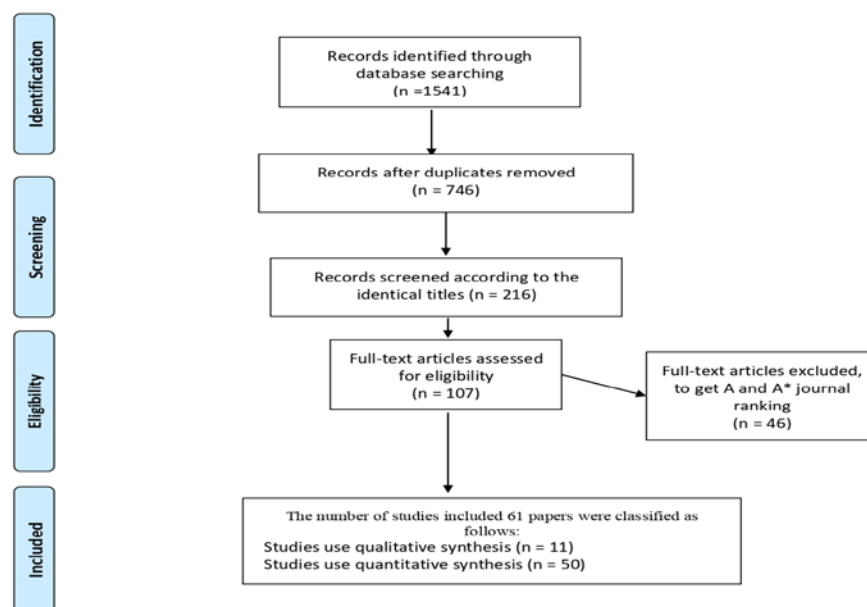 Identification
Records identified through
database searching
(n =1541)
Records after duplicates removed
(n = 746)
Screening
Records screened according to the
identical titles (n = 216)
Eligibility
Full-text articles assessed
for eligibility
(n = 107)
Full-text articles excluded,
to get A and A* journal
ranking
(n = 46)
Included
The number of studies included 61 papers were classified as
follows:
Studies use qualitative synthesis (n = 11)
Studies use quantitative synthesis (n = 50)